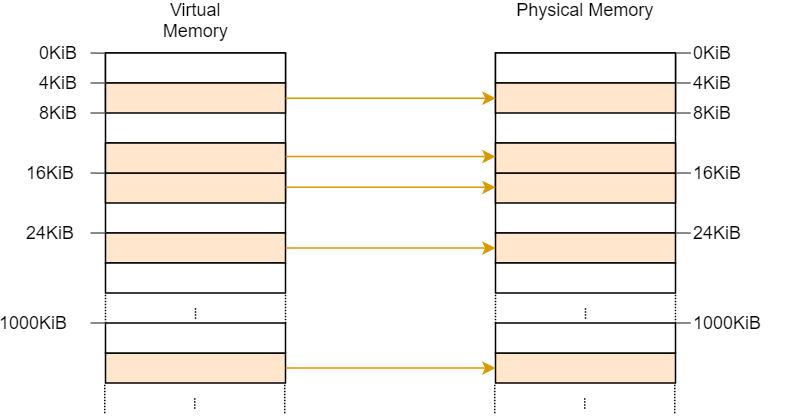 Virtual
Memory
Physical Memory
0KiB
0KiB
4KiB
4KiB
8KiB
8KiB
16KiB
16KiB
24KiB
24KiB
1000KiB
1000KiB